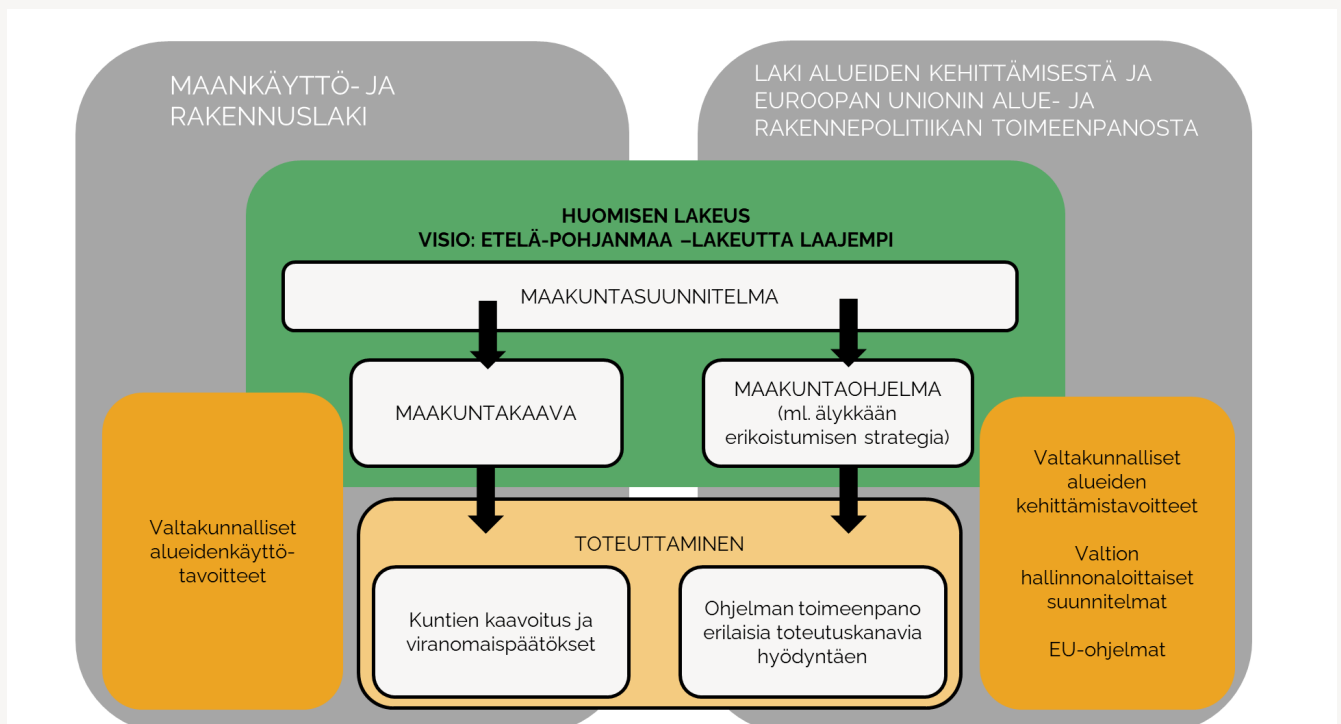 MAANKÄYTTÖ- JA
RAKENNUSLAKI
LAKI ALUEIDEN KEHITTÄMISESTÄ JA
EUROOPAN UNIONIN ALUE- JA
RAKENNEPOLITIIKAN TOIMEENPANOSTA
HUOMISEN LAKEUS
VISIO: ETELÄ-POHJANMAA –LAKEUTTA LAAJEMPI
MAAKUNTASUUNNITELMA
MAAKUNTAKAAVA
MAAKUNTAOHJELMA
(ml. älykkään
erikoistumisen strategia)
Valtakunnalliset
alueidenkäyttö-
tavoitteet
Valtakunnalliset
alueiden
kehittämistavoitteet
Valtion
hallinnonaloittaiset
suunnitelmat
EU-ohjelmat
TOTEUTTAMINEN
Kuntien kaavoitus ja
viranomaispäätökset
Ohjelman toimeenpano
erilaisia toteutuskanavia
hyödyntäen